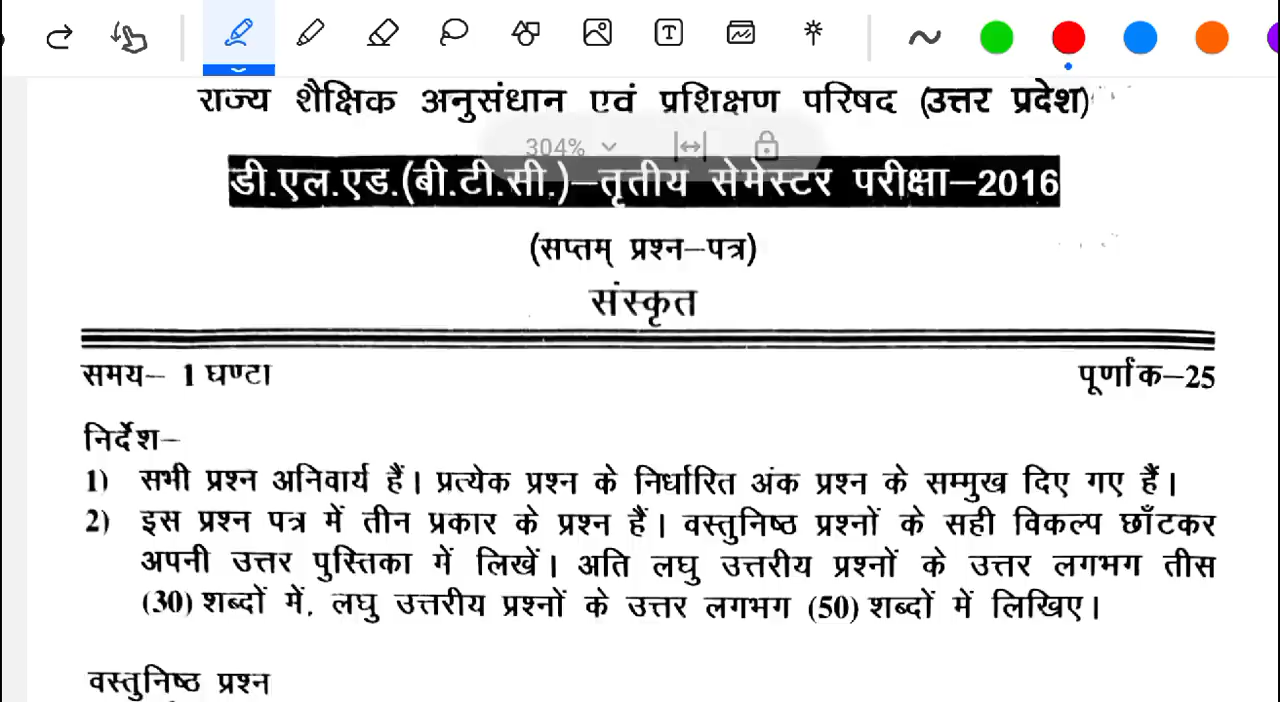 राज्य शैक्षिक अनुसंधान एवं प्रशिक्षण परिषद (उत्तर प्रदेश)
304%
डी.एल.एड.(बी.टी.सी.)–तृतीय सेमेस्टर परीक्षा–2016
(सप्तम् प्रश्न–पत्र)
संस्कृत
समय– 1 घण्टा पूर्णांक–25
निर्देश–
1) सभी प्रश्न अनिवार्य हैं। प्रत्येक प्रश्न के निर्धारित अंक प्रश्न के सम्मुख दिए गए हैं।
2) इस प्रश्न पत्र में तीन प्रकार के प्रश्न हैं। वस्तुनिष्ठ प्रश्नों के सही विकल्प छाँटकर
अपनी उत्तर पुस्तिका में लिखें। अति लघु उत्तरीय प्रश्नों के उत्तर लगभग तीस
(30) शब्दों में, लघु उत्तरीय प्रश्नों के उत्तर लगभग (50) शब्दों में लिखिए।
वस्तुनिष्ठ प्रश्न